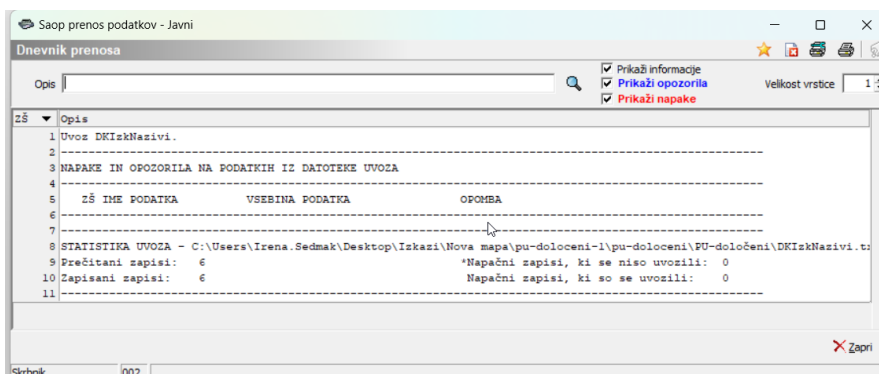 Saop prenos podatkov - Javni
Dnevnik prenosa
Opis
Prikaži informacije
Prikaži opozorila
Prikaži napake
Velikost vrstice 1
ZŠ Opis
1 Uvoz DKIzkNazivi.
2 ------------------------------------------------------------------------------------------------
3 NAPAKE IN OPOZORILA NA PODATKIH IZ DATOTEKE UVOZA
4 ------------------------------------------------------------------------------------------------
5 ZŠ IME PODATKA VSEBINA PODATKA OPOMBA
6 ------------------------------------------------------------------------------------------------
7 ------------------------------------------------------------------------------------------------
8 STATISTIKA UVOZA - C:\Users\Irena.Sedmak\Desktop\Izkazi\Nova mapa\pu-doloceni-1\pu-doloceni\PU-določeni\DKIzkNazivi.t
9 Prečitani zapisi: 6 *Napačni zapisi, ki se niso uvozili: 0
10 Zapisani zapisi: 6 Napačni zapisi, ki so se uvozili: 0
11 ------------------------------------------------------------------------------------------------
Zapri
Skrbnik 002